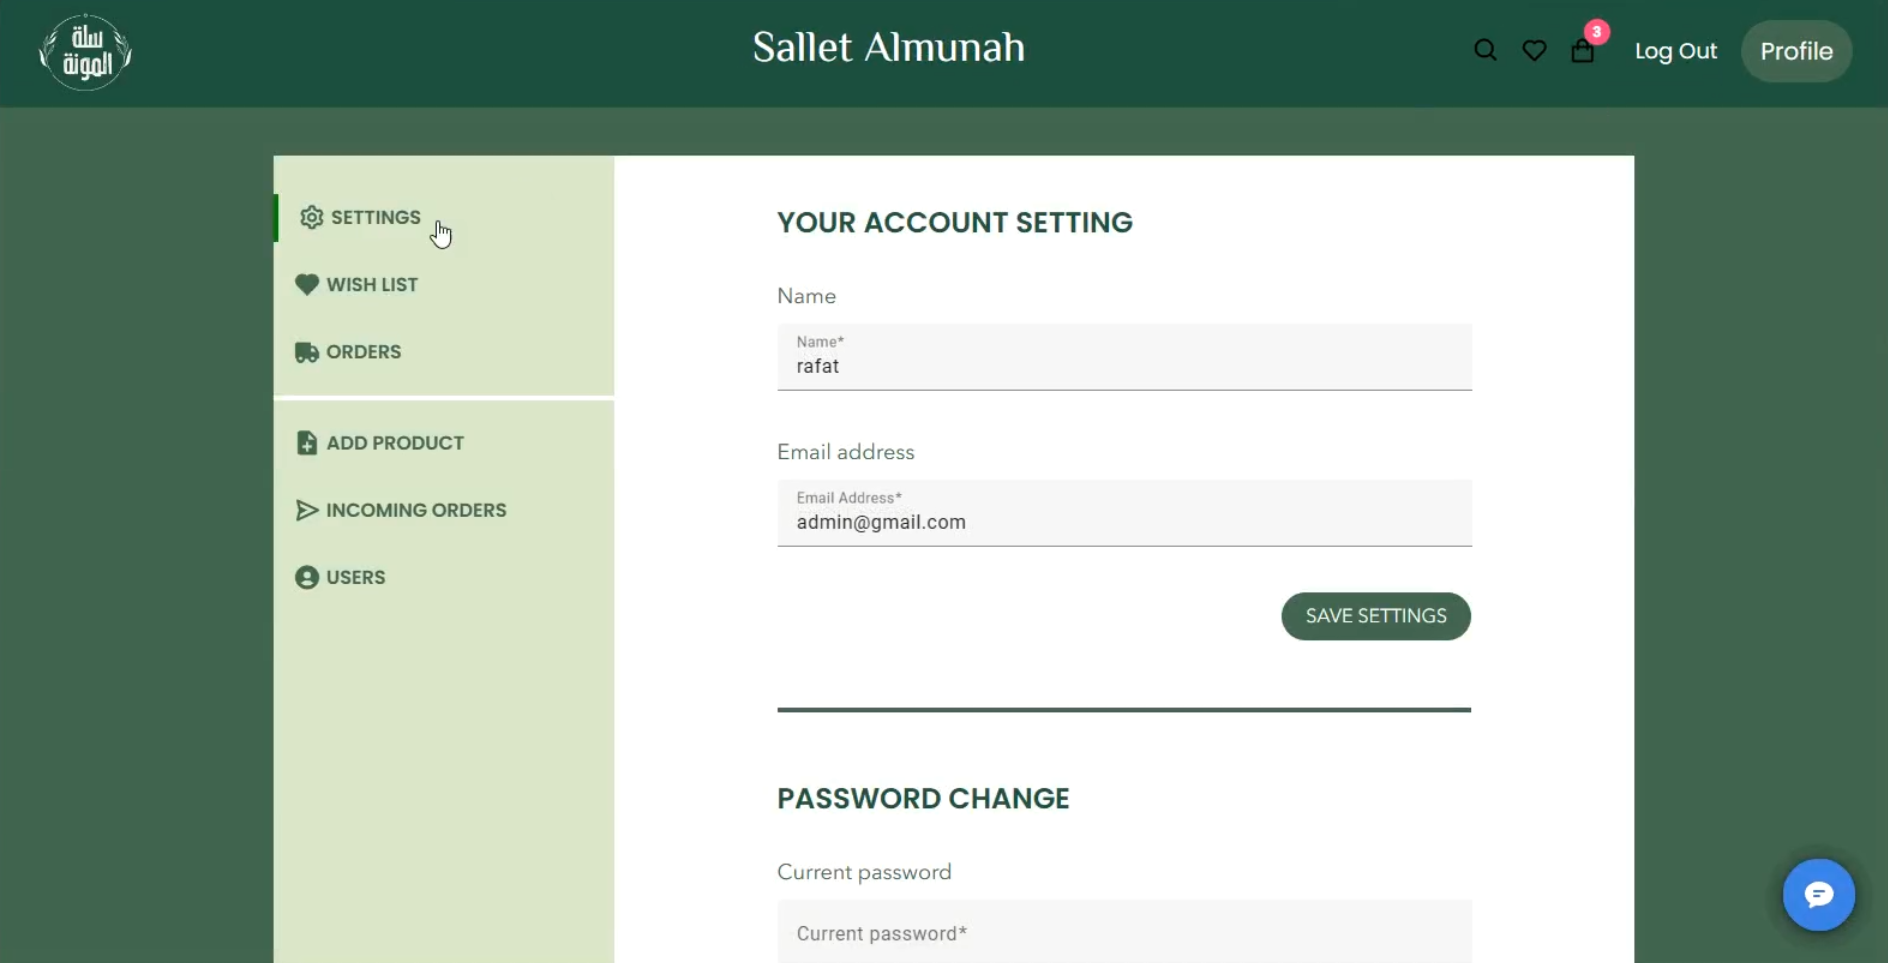 سلة
المونة
Sallet Almunah
3
Log Out
Profile
SETTINGS
WISH LIST
ORDERS
ADD PRODUCT
INCOMING ORDERS
USERS
YOUR ACCOUNT SETTING
Name
Name*
rafat
Email address
Email Address*
admin@gmail.com
SAVE SETTINGS
PASSWORD CHANGE
Current password
Current password*